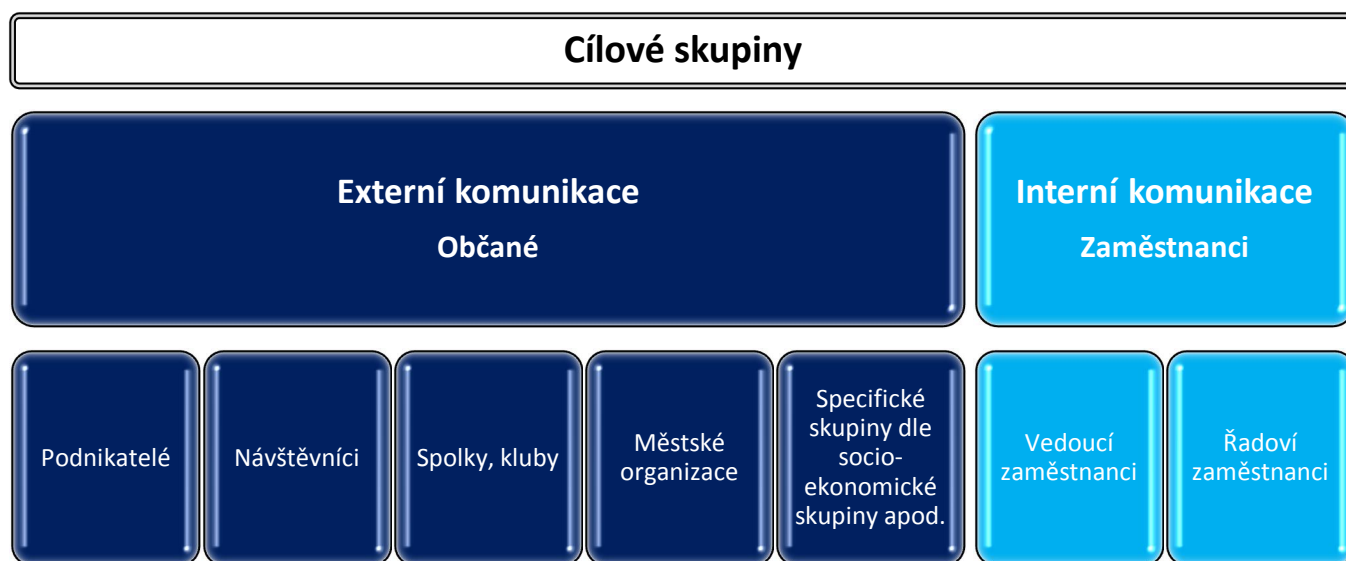 Cílové skupiny
Externí komunikace
Občané
Interní komunikace
Zaměstnanci
Podnikatelé
Návštěvníci
Spolky, kluby
Městské
organizace
Specifické
skupiny dle
socio-
ekonomické
skupiny apod.
Vedoucí
zaměstnanci
Řadoví
zaměstnanci